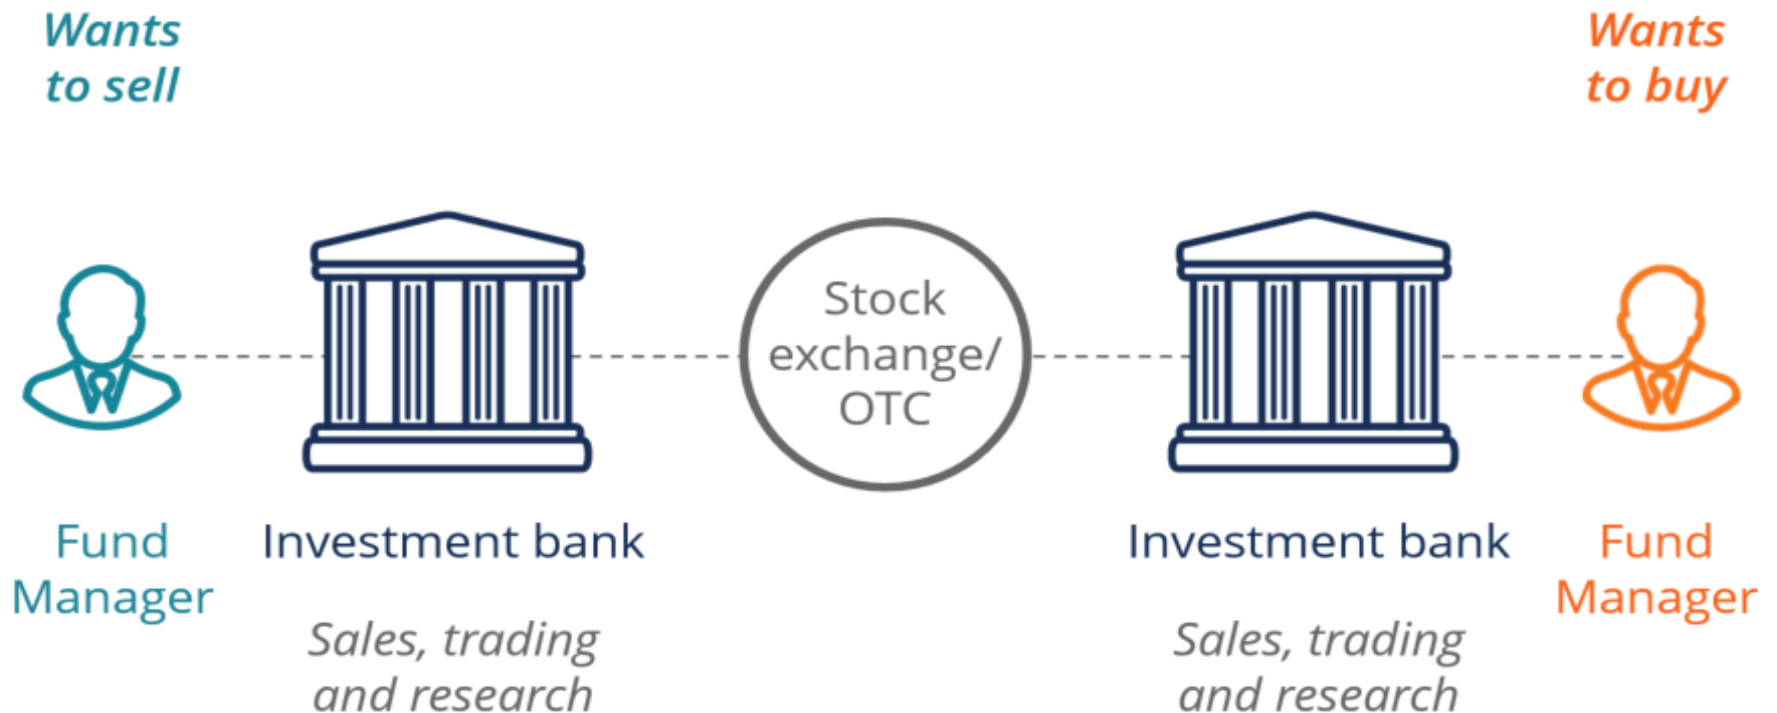 Wants
to sell
Wants
to buy
Stock
exchange/
OTC
Fund
Manager
Investment bank
Sales, trading
and research
Investment bank
Sales, trading
and research
Fund
Manager